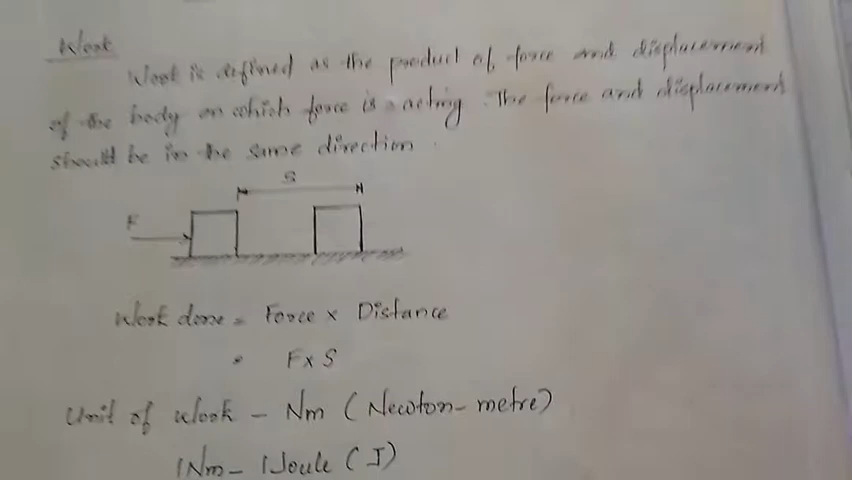 Work
Work is defined as the product of force and displacement
of the body on which force is acting. The force and displacement
should be in the same direction.
S
F
Work done = Force × Distance
= F×S
Unit of Work - Nm (Newton-metre)
1Nm - 1Joule (J)